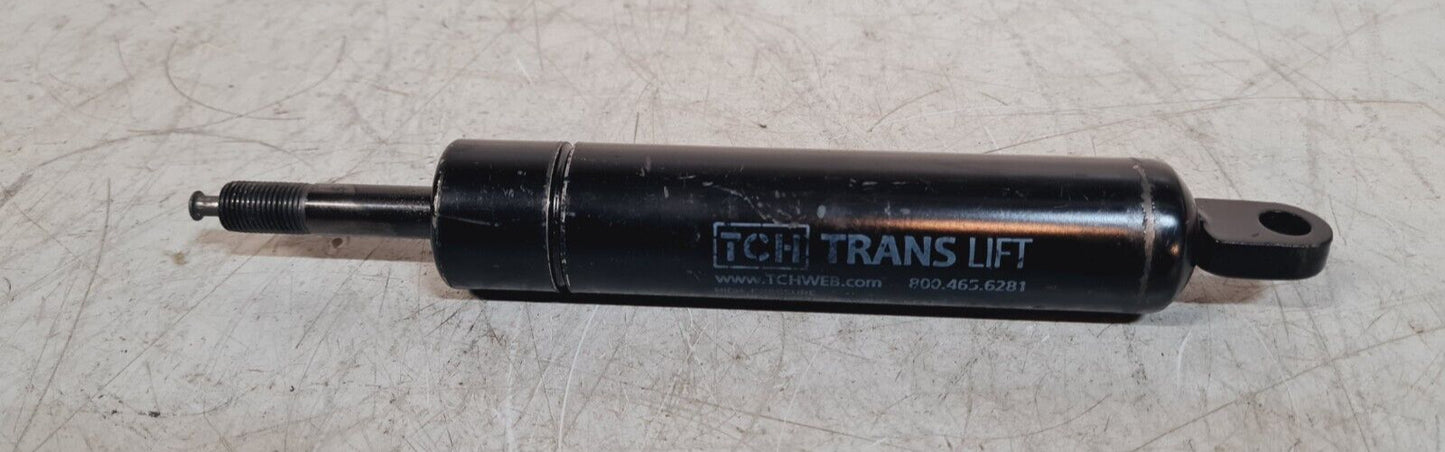 TCH TRANS LIFT
www.TCHWEB.com 800.465.6281